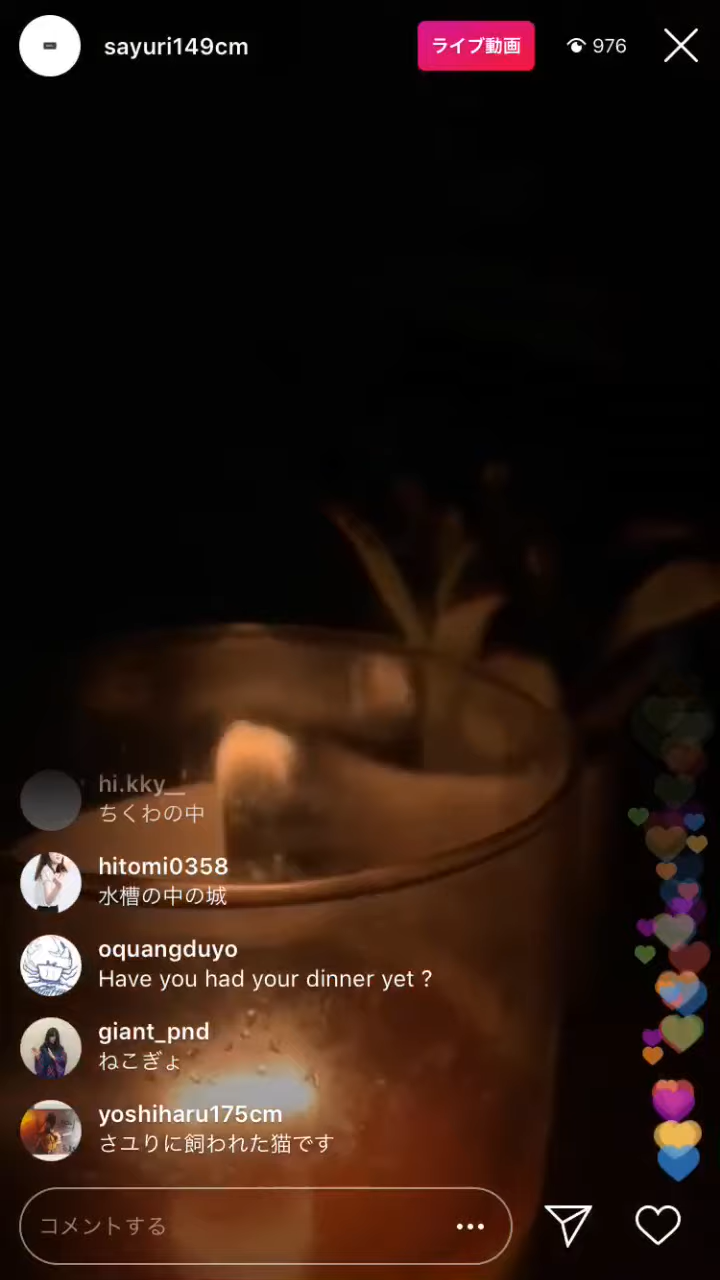 sayuri149cm
ライブ動画
976
hi.kky__
ちくわの中
hitomi0358
水槽の中の城
oquangduyo
Have you had your dinner yet ?
giant_pnd
ねこぎょ
yoshiharu175cm
さユりに飼われた猫です
コメントする